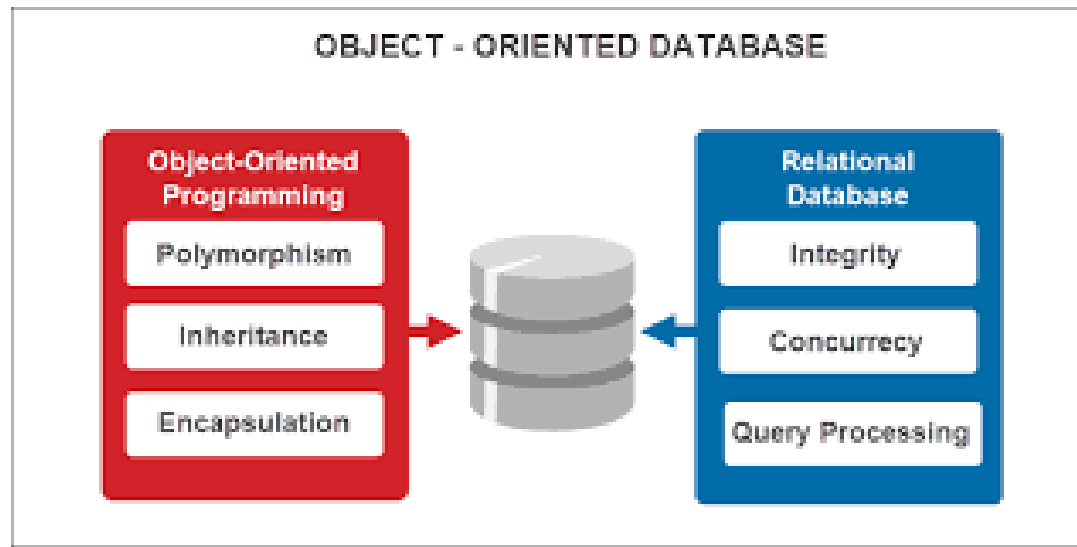 OBJECT - ORIENTED DATABASE
Object-Oriented
Programming
Polymorphism
Inheritance
Encapsulation
Relational
Database
Integrity
Concurrecy
Query Processing